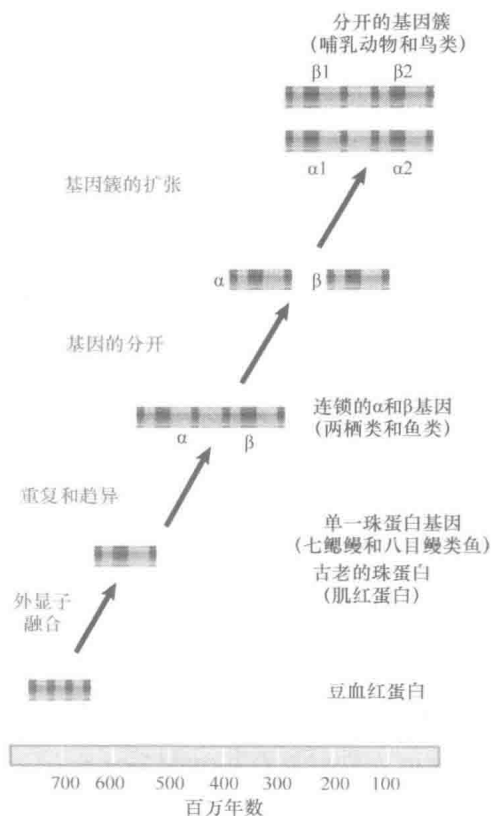 分开的基因簇
(哺乳动物和鸟类)
β1 β2
α1 α2
基因簇的扩张
α β
基因的分开
连锁的α和β基因
(两栖类和鱼类)
α β
重复和趋异
单一珠蛋白基因
(七鳃鳗和八目鳗类鱼)
古老的珠蛋白
(肌红蛋白)
外显子
融合
豆血红蛋白
700 600 500 400 300 200 100
百万年数